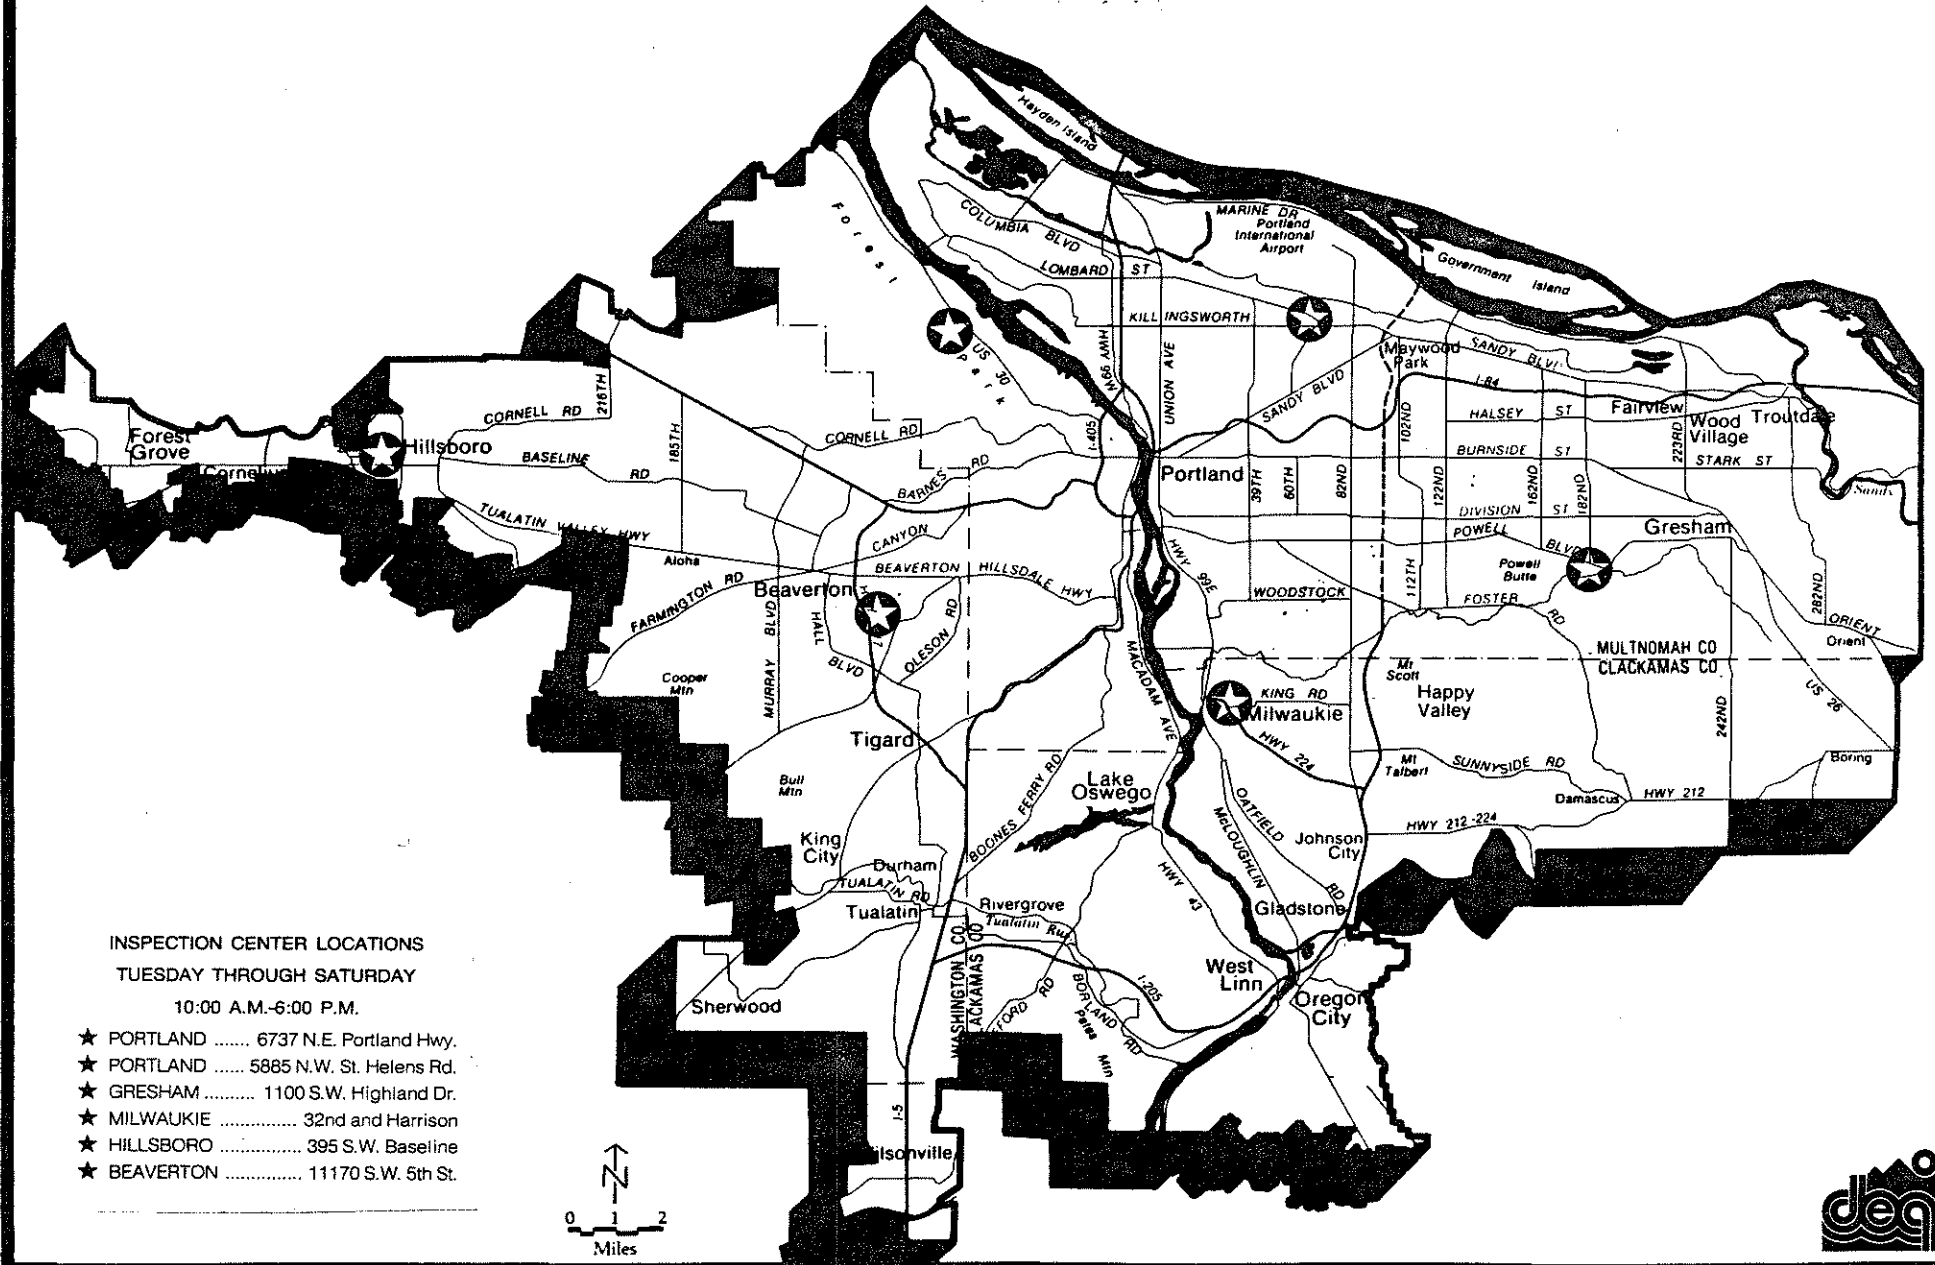 Hayden Island
Forest
Park
COLUMBIA BLVD
MARINE DR
Portland
International
Airport
LOMBARD ST
Government Island
KILLINGSWORTH
US 30
HWY 99 W
UNION AVE
Maywood
Park
SANDY BLVD
SANDY
I-84
216TH
CORNELL RD
HALSEY ST
Fairview
Wood
Village
Troutdale
Forest
Grove
Hillsboro
185TH
CORNELL RD
I-405
102ND
BURNSIDE ST
223RD
STARK ST
BASELINE RD
BARNES RD
Portland
39TH
60TH
82ND
122ND
162ND
182ND
Sandy
TUALATIN VALLEY HWY
CANYON
DIVISION ST
POWELL BLVD
Gresham
HWY 99E
Aloha
BEAVERTON HILLSDALE HWY
Powell
Butte
Beaverton
FARMINGTON RD
WOODSTOCK
112TH
FOSTER RD
282ND
ORIENT
Orient
MURRAY BLVD
HALL BLVD
OLESON RD
MACADAM AVE
MULTNOMAH CO
CLACKAMAS CO
Cooper
Mtn
Mt
Scott
KING RD
Happy
Valley
242ND
US 26
Milwaukie
Tigard
HWY 224
Mt
Talbert
SUNNYSIDE RD
Boring
Bull
Mtn
BOONES FERRY RD
Lake
Oswego
OATFIELD RD
McLOUGHLIN
Damascus
HWY 212
HWY 212-224
King
City
Johnson
City
Durham
TUALATIN RD
HWY 43
Tualatin
Rivergrove
Tualatin
Gladstone
WASHINGTON CO
West
Linn
I-205
BORLAND RD
Petes Mtn
Oregon
City
Sherwood
I-5
INSPECTION CENTER LOCATIONS
TUESDAY THROUGH SATURDAY
10:00 A.M.-6:00 P.M.
★ PORTLAND ....... 6737 N.E. Portland Hwy.
★ PORTLAND ...... 5885 N.W. St. Helens Rd.
★ GRESHAM .......... 1100 S.W. Highland Dr.
★ MILWAUKIE .............. 32nd and Harrison
★ HILLSBORO ............... 395 S.W. Baseline
★ BEAVERTON .............. 11170 S.W. 5th St.
N
0 1 2
Miles
deq